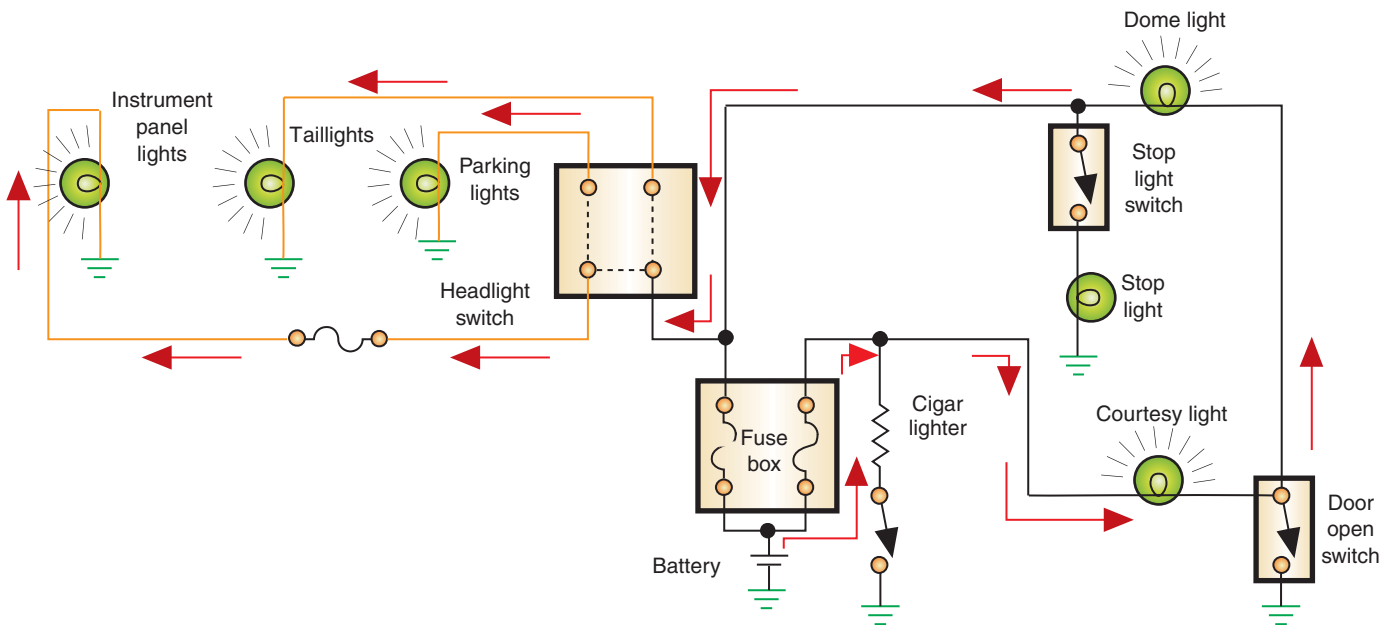 Dome light
Instrument
panel
lights
Taillights
Parking
lights
Stop
light
switch
Headlight
switch
Stop
light
Cigar
lighter
Courtesy light
Fuse
box
Door
open
switch
Battery